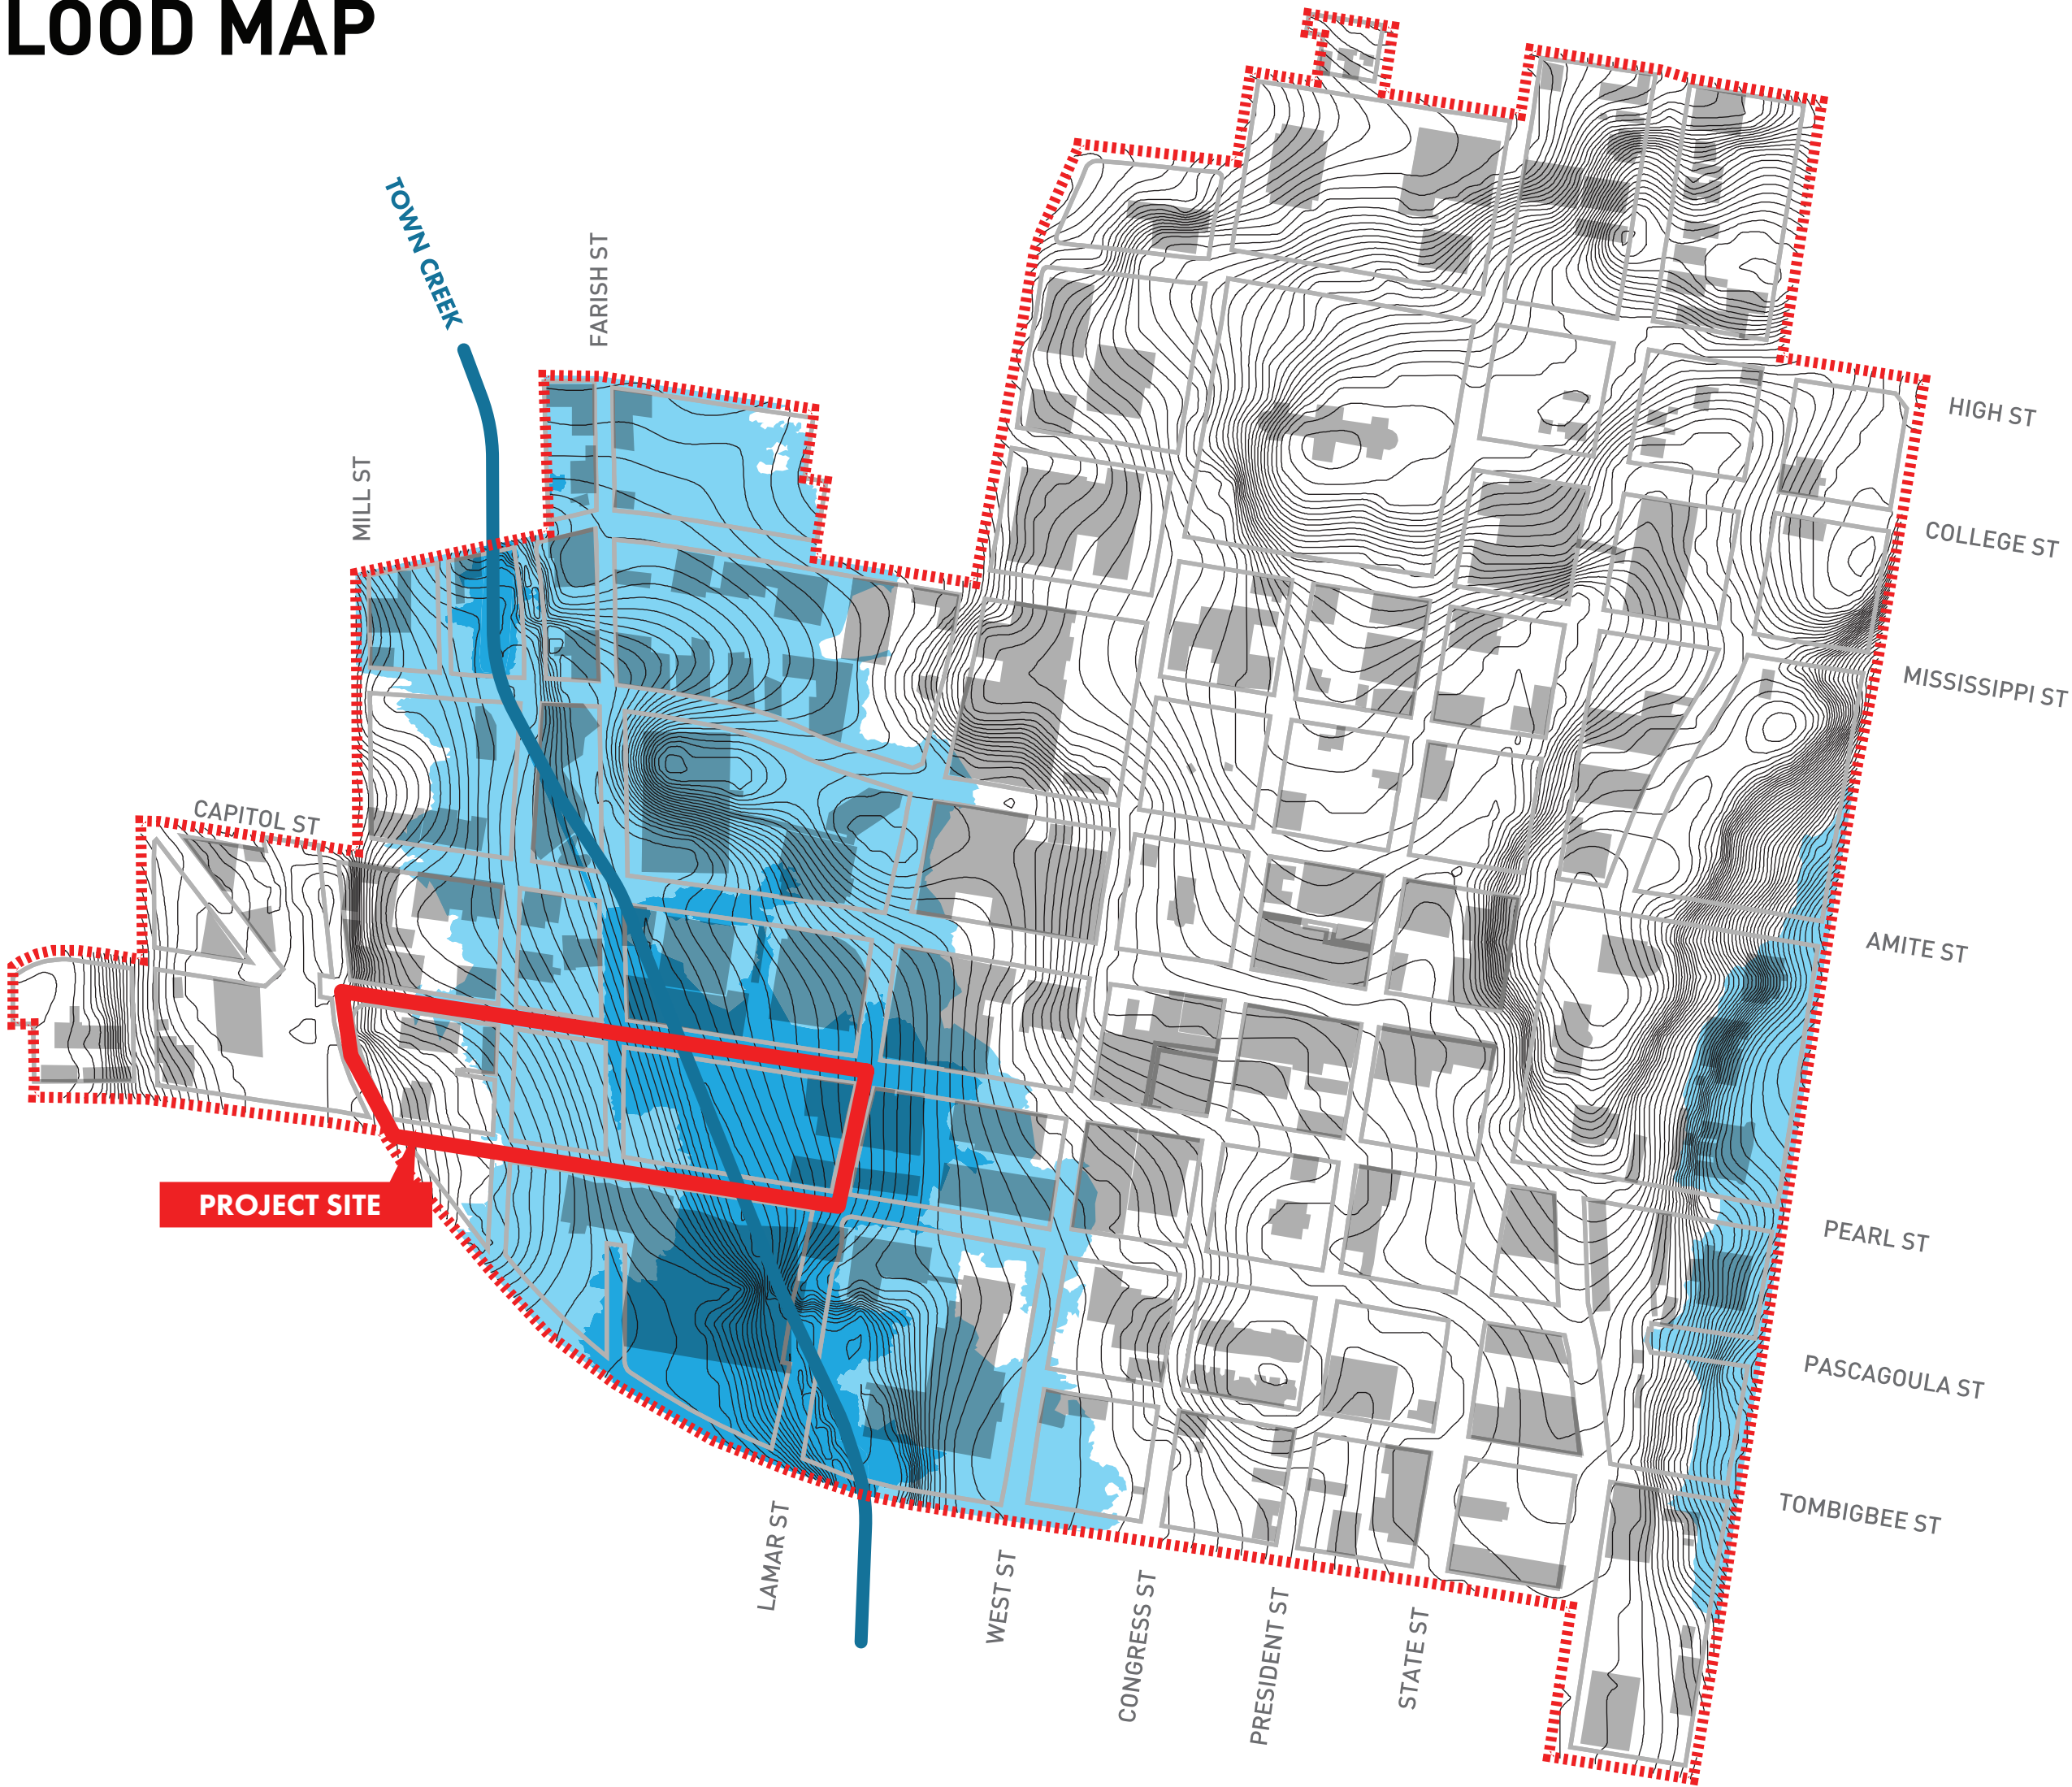 LOOD MAP
TOWN CREEK
FARISH ST
MILL ST
CAPITOL ST
HIGH ST
COLLEGE ST
MISSISSIPPI ST
AMITE ST
PROJECT SITE
PEARL ST
PASCAGOULA ST
TOMBIGBEE ST
LAMAR ST
WEST ST
CONGRESS ST
PRESIDENT ST
STATE ST